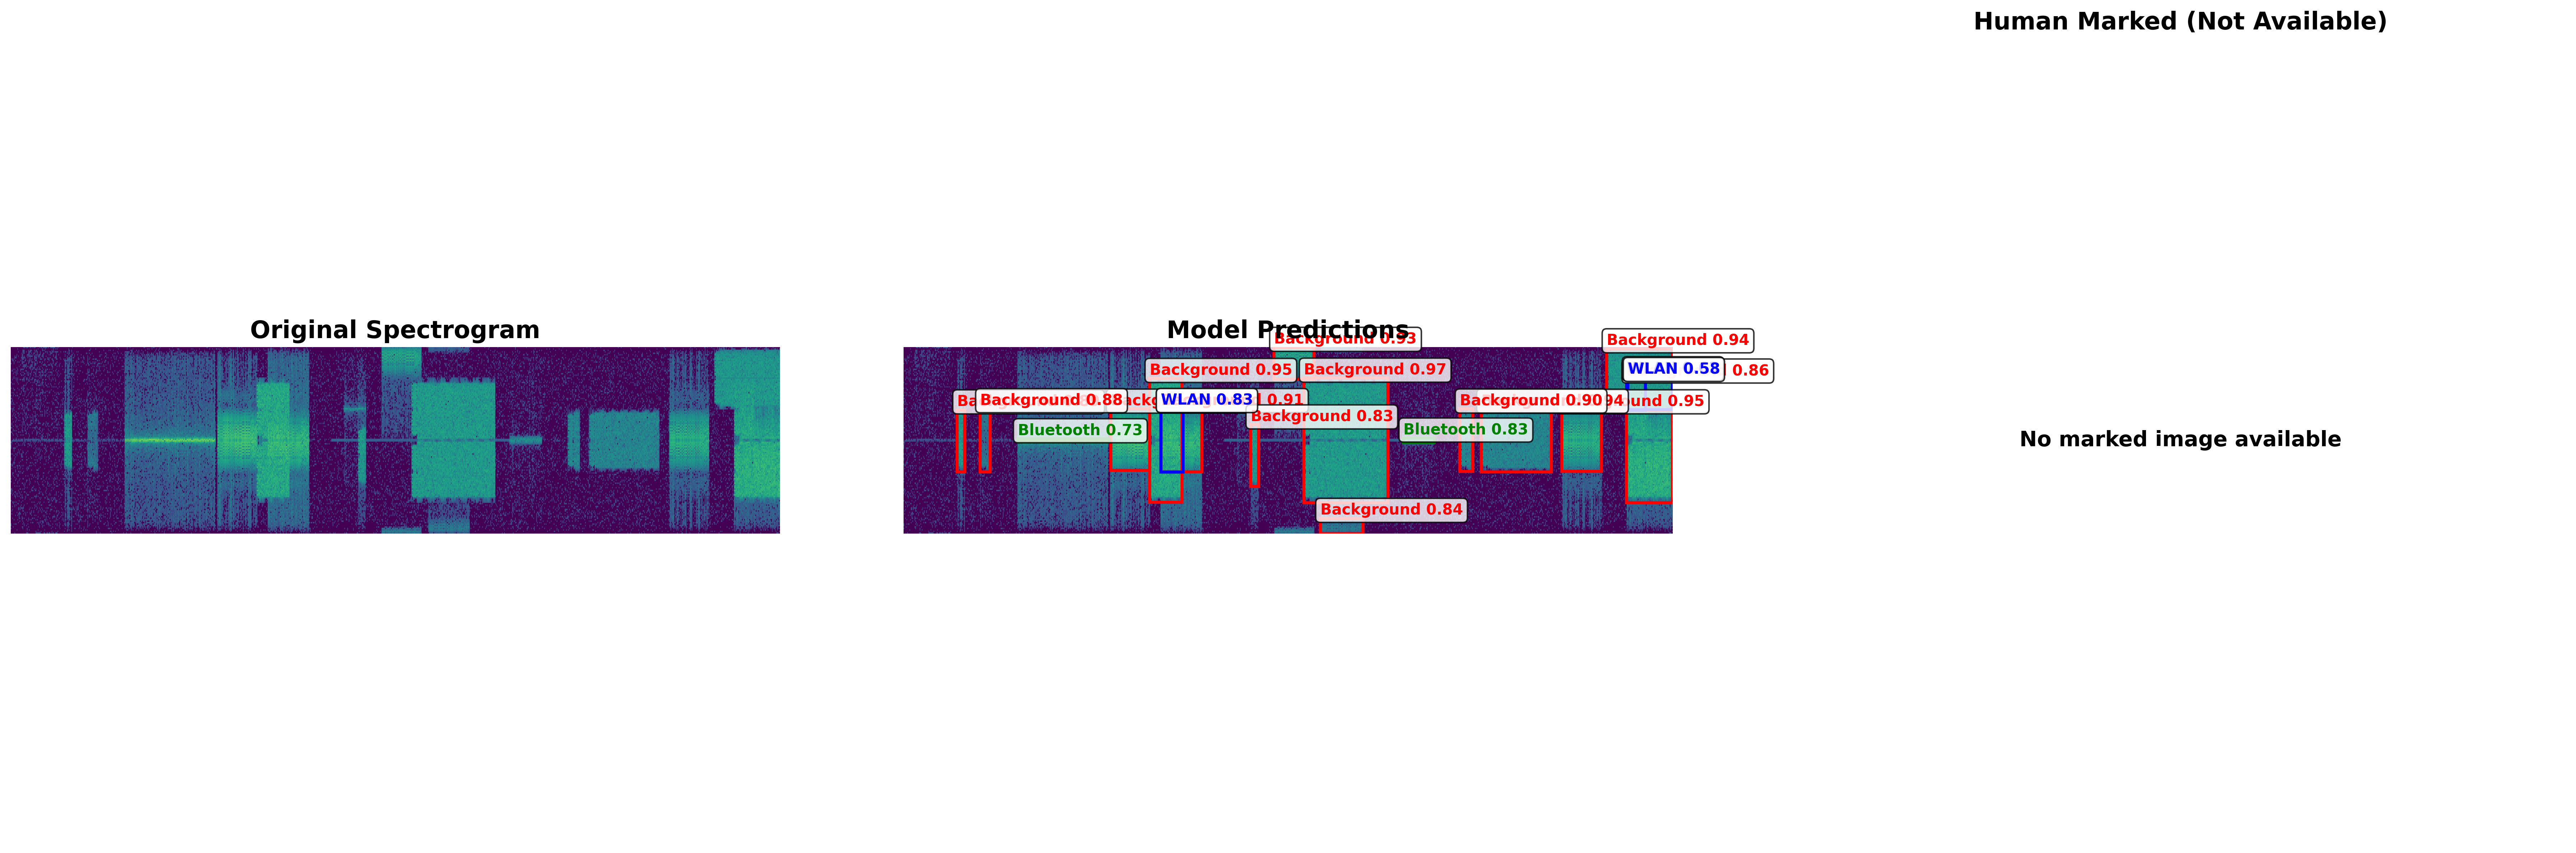 Human Marked (Not Available)
Original Spectrogram
Model Predictions
Background 0.93
Background 0.94
Background 0.95
Background 0.97
WLAN 0.58
0.86
Ba
Background 0.88
WLAN 0.83
0.91
Background 0.90
94
und 0.95
Background 0.83
Bluetooth 0.73
Bluetooth 0.83
No marked image available
Background 0.84